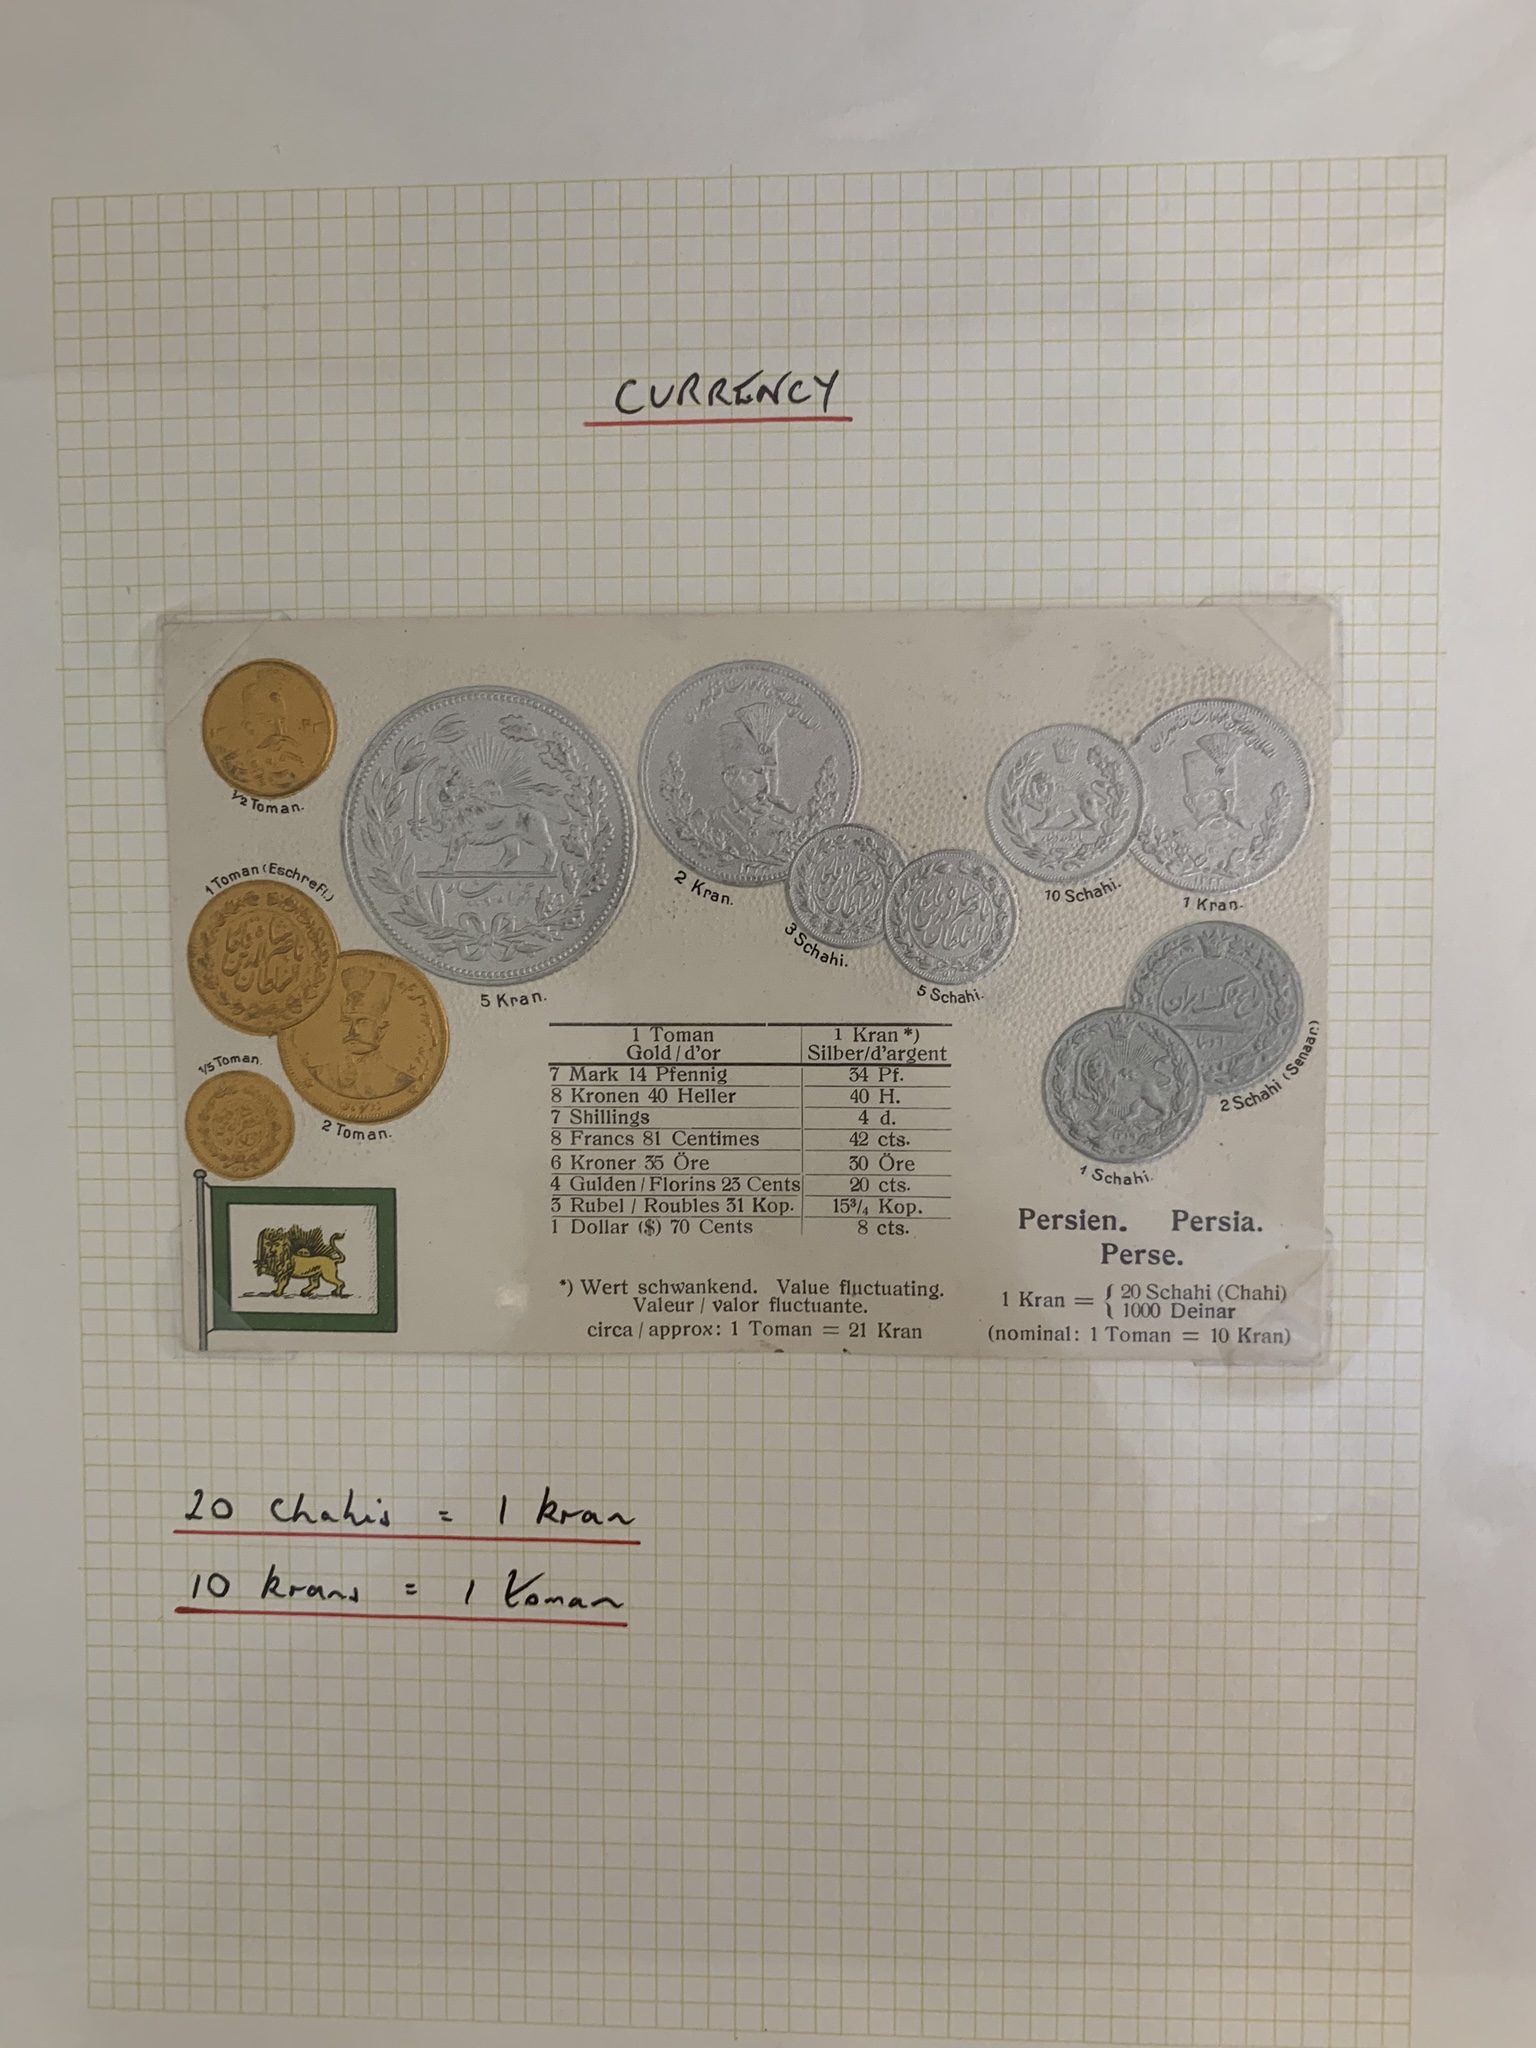 CURRENCY
1/2 Toman.
1 Toman (Eschrefi.)
1/5 Toman.
2 Toman.
5 Kran.
2 Kran.
3 Schahi.
5 Schahi.
10 Schahi.
1 Kran.
2 Schahi (Senaar.)
1 Schahi.
1 Toman Gold/d'or | 1 Kran *) Silber/d'argent
7 Mark 14 Pfennig | 34 Pf.
8 Kronen 40 Heller | 40 H.
7 Shillings | 4 d.
8 Francs 81 Centimes | 42 cts.
6 Kroner 35 Öre | 30 Öre
4 Gulden / Florins 23 Cents | 20 cts.
3 Rubel / Roubles 31 Kop. | 15 3/4 Kop.
1 Dollar ($) 70 Cents | 8 cts.
*) Wert schwankend. Value fluctuating.
Valeur / valor fluctuante.
circa / approx: 1 Toman = 21 Kran
Persien. Persia.
Perse.
1 Kran = { 20 Schahi (Chahi)
1000 Deinar
(nominal: 1 Toman = 10 Kran)
20 Chahis = 1 kran
10 krans = 1 toman